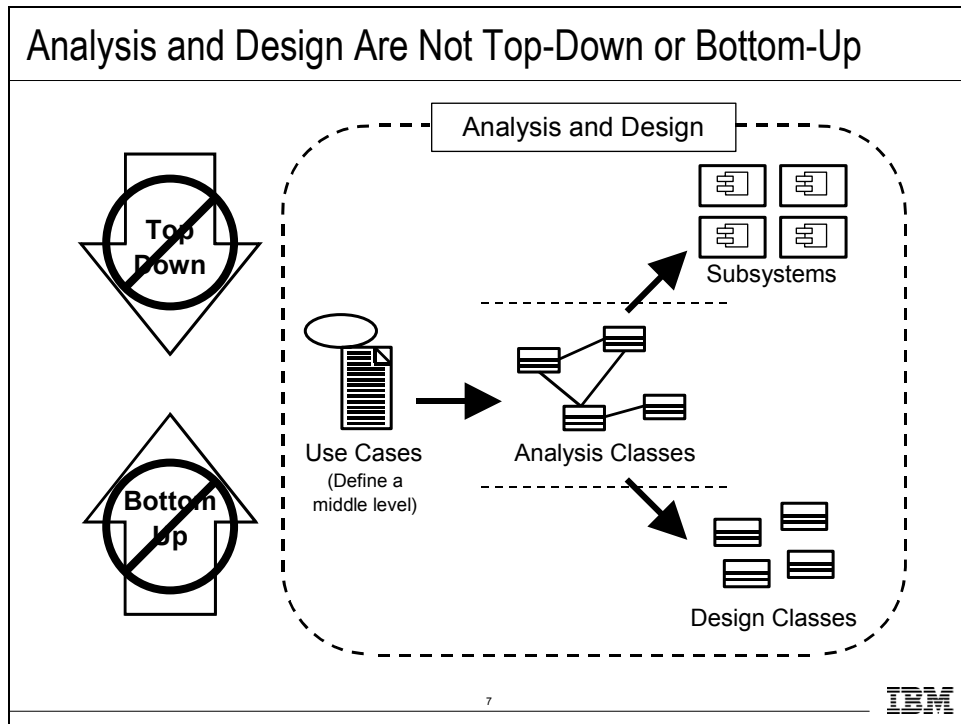 Analysis and Design Are Not Top-Down or Bottom-Up
Analysis and Design
Top
Down
Subsystems
Use Cases
(Define a
middle level)
Analysis Classes
Bottom
Up
Design Classes
7
IBM